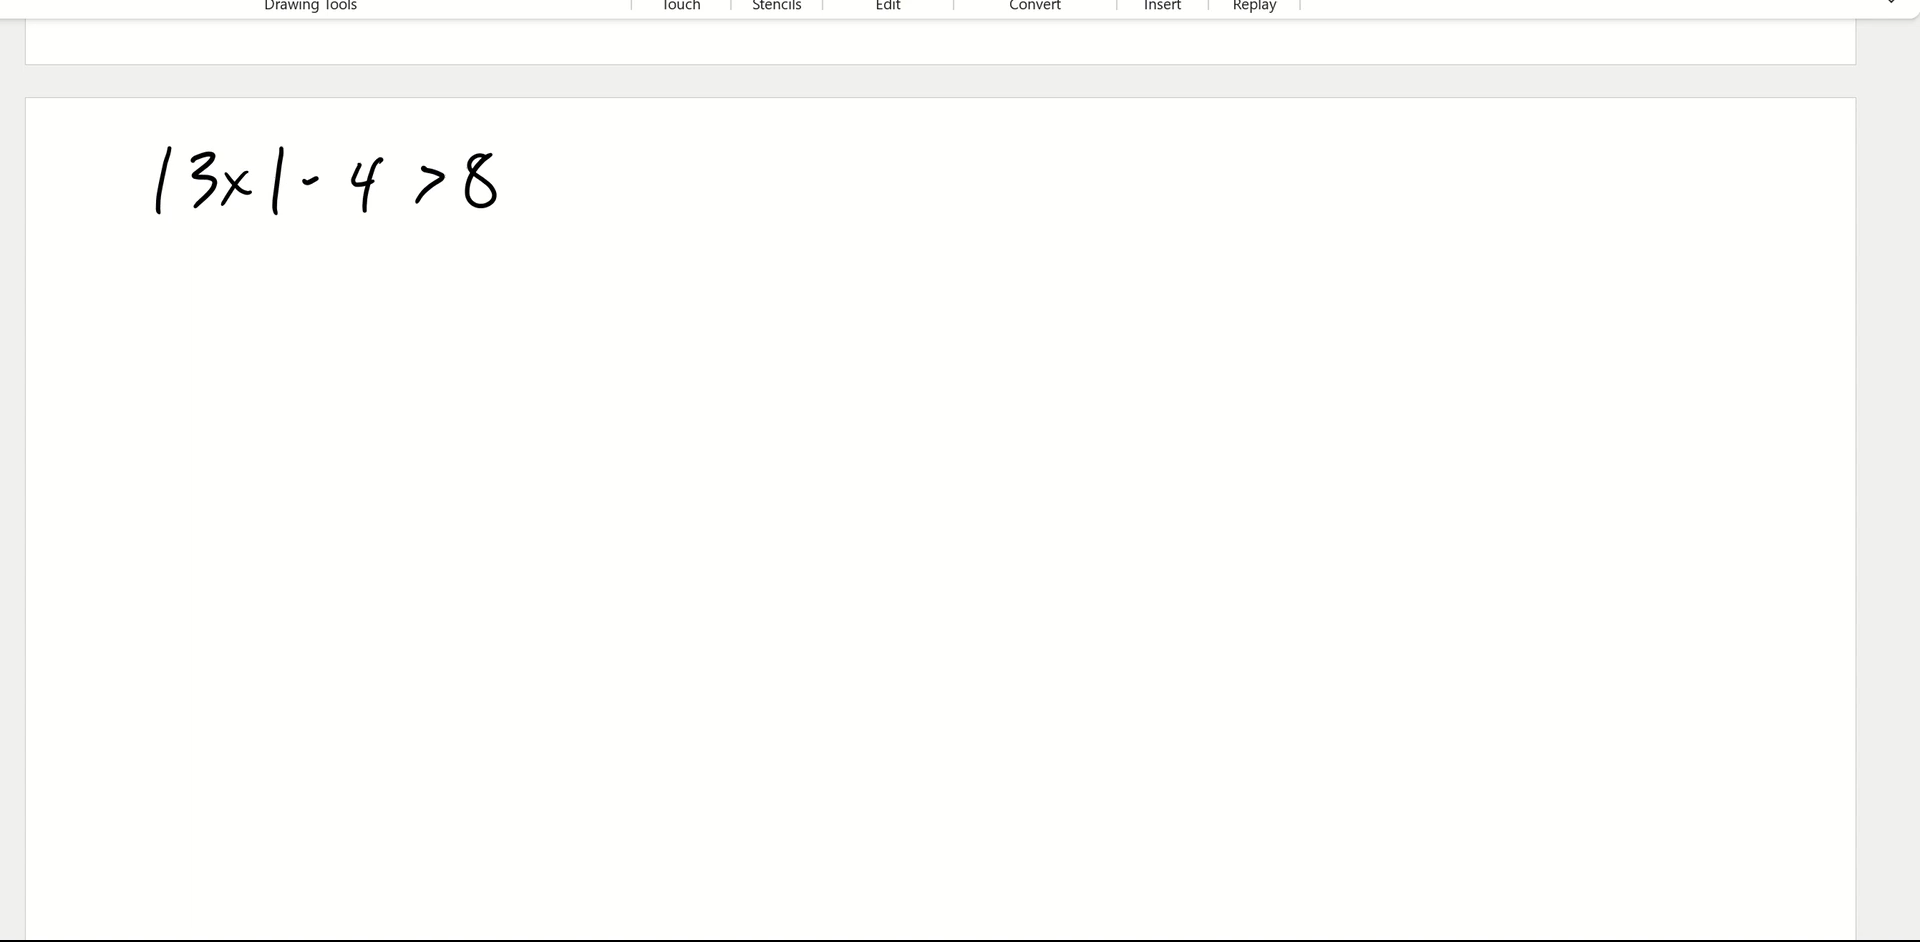 Drawing Tools Touch Stencils Edit Convert Insert Replay
|3x| - 4 > 8